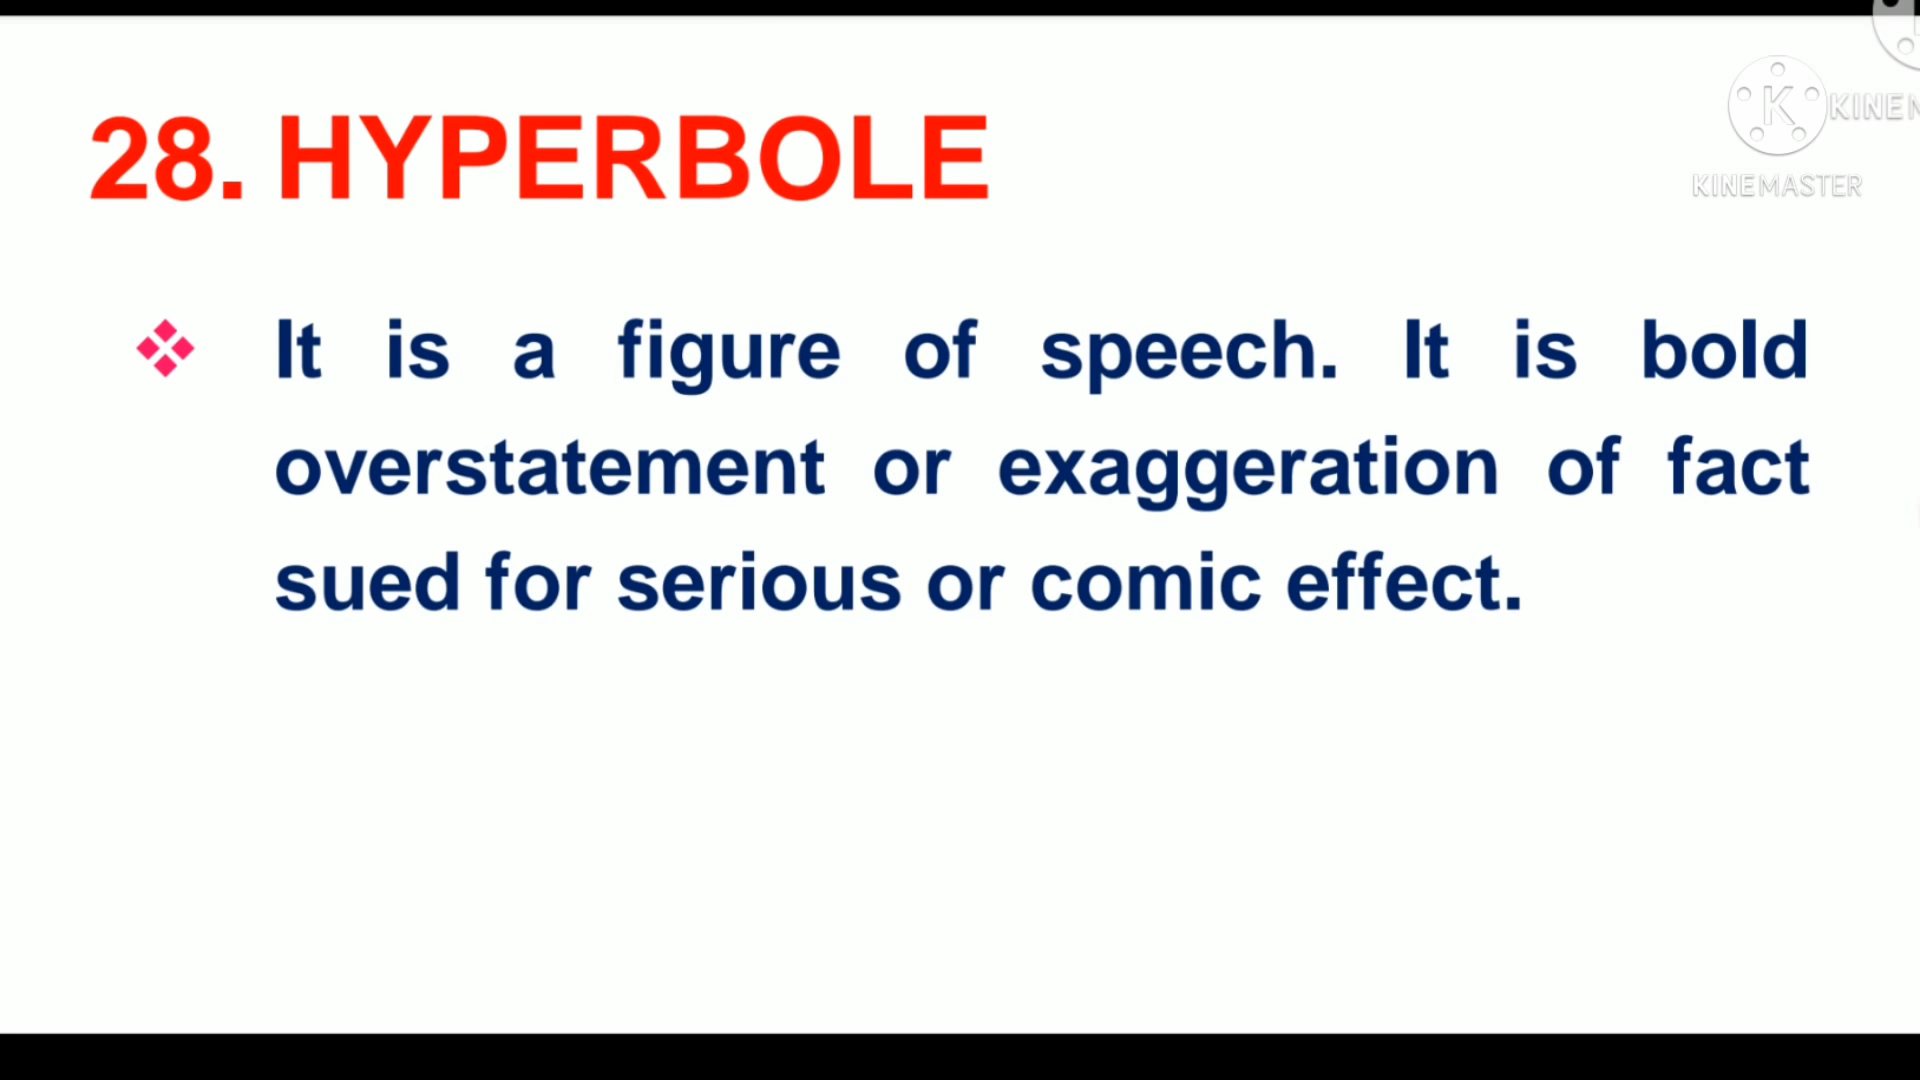 28. HYPERBOLE
KINEM
KINEMASTER
❖ It is a figure of speech. It is bold
overstatement or exaggeration of fact
sued for serious or comic effect.